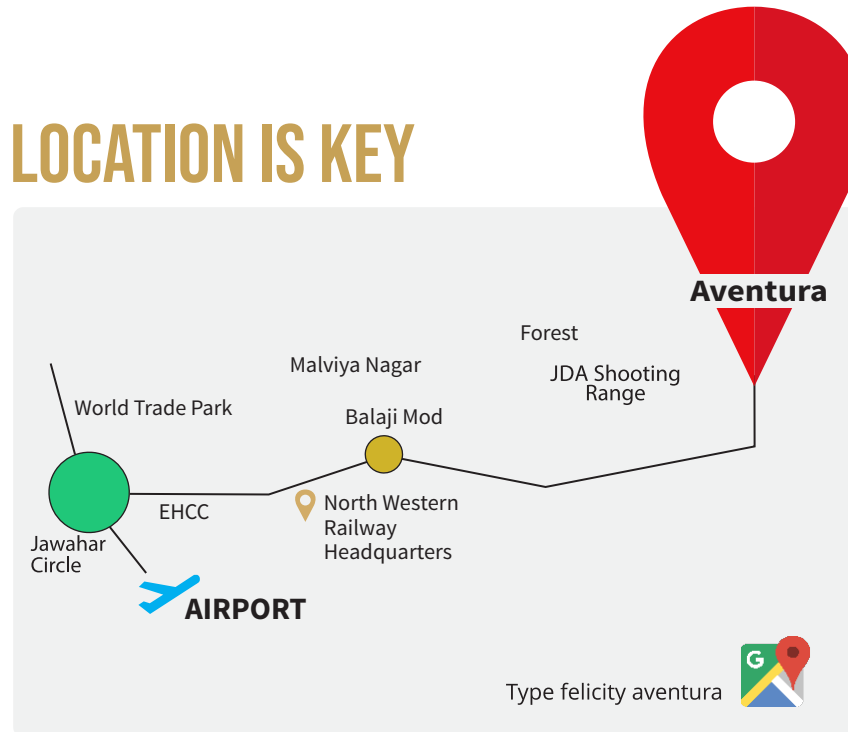 LOCATION IS KEY
Aventura
Forest
Malviya Nagar
JDA Shooting
Range
World Trade Park
Balaji Mod
EHCC
North Western
Railway
Headquarters
Jawahar
Circle
AIRPORT
G
Type felicity aventura